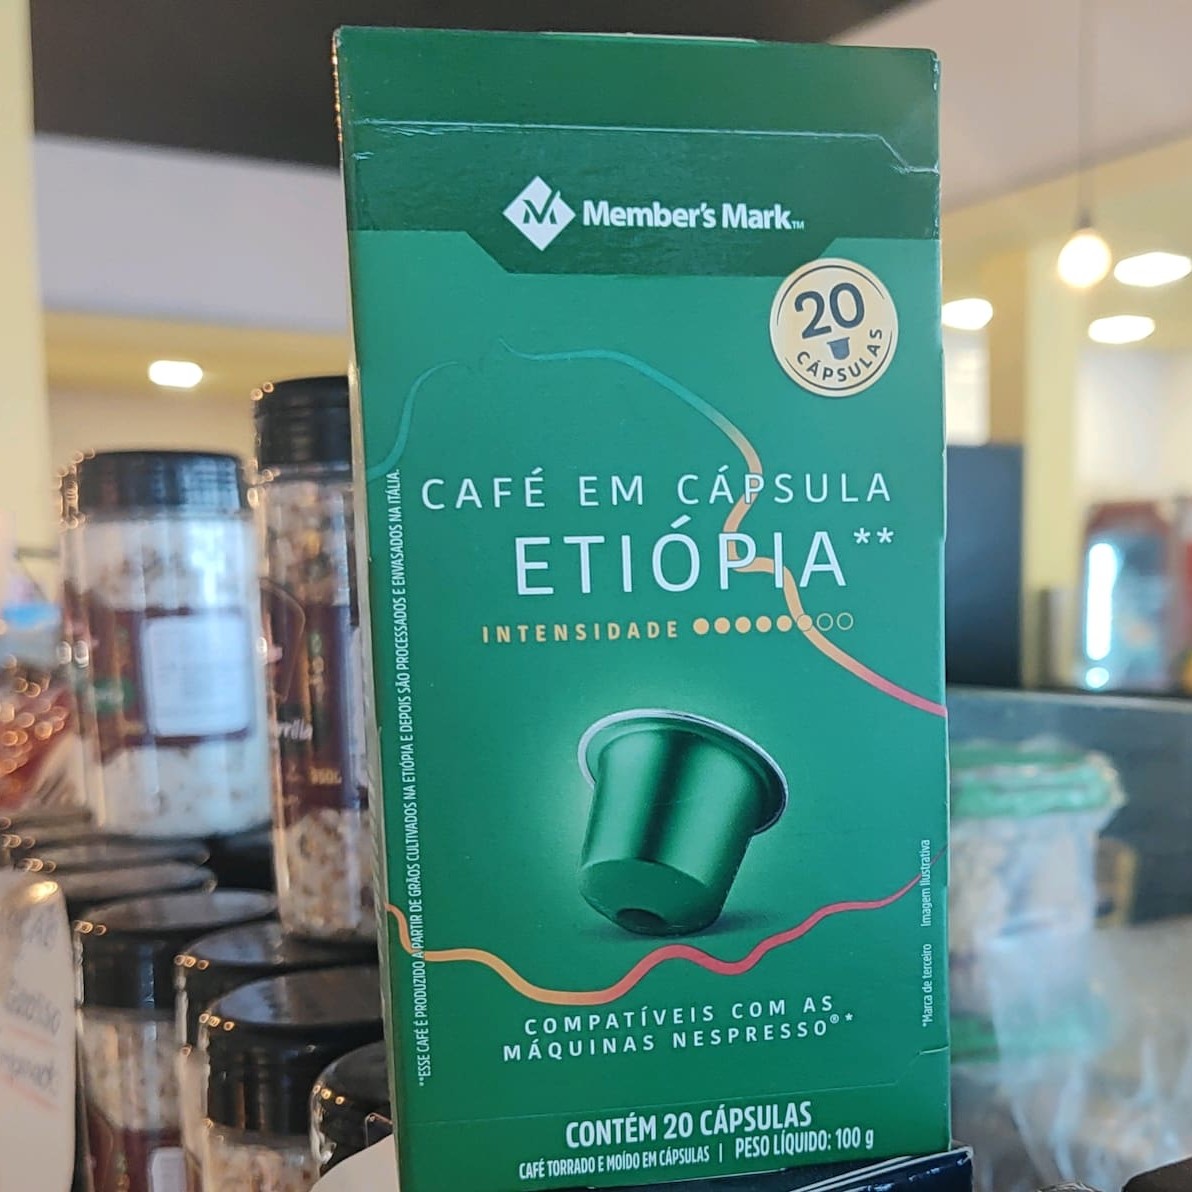 Member's Mark™
20
CÁPSULAS
CAFÉ EM CÁPSULA
ETIÓPIA**
INTENSIDADE
COMPATÍVEIS COM AS
MÁQUINAS NESPRESSO®*
CONTÉM 20 CÁPSULAS
CAFÉ TORRADO E MOÍDO EM CÁPSULAS | PESO LÍQUIDO: 100 g
**ESSE CAFÉ É PRODUZIDO A PARTIR DE GRÃOS CULTIVADOS NA ETIÓPIA E DEPOIS SÃO PROCESSADOS E ENVASADOS NA ITÁLIA.
*Marca de terceiro Imagem Ilustrativa